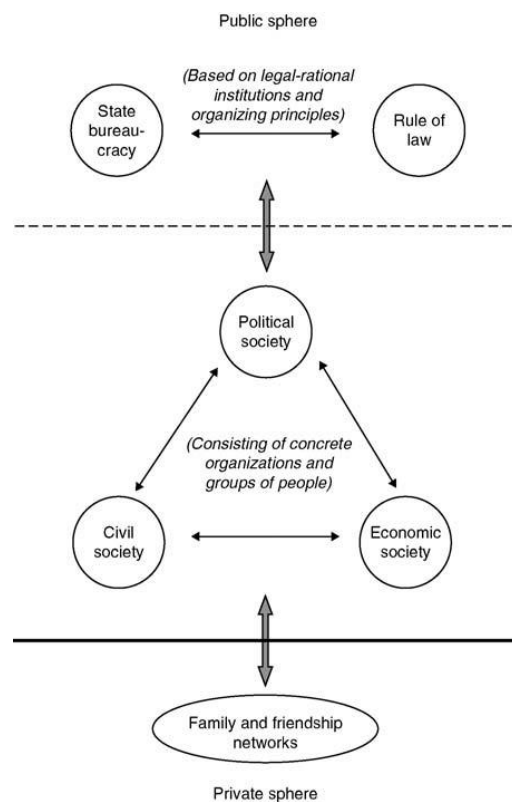 Public sphere
(Based on legal-rational
institutions and
organizing principles)
State
bureau-
cracy
Rule of
law
Political
society
(Consisting of concrete
organizations and
groups of people)
Civil
society
Economic
society
Family and friendship
networks
Private sphere